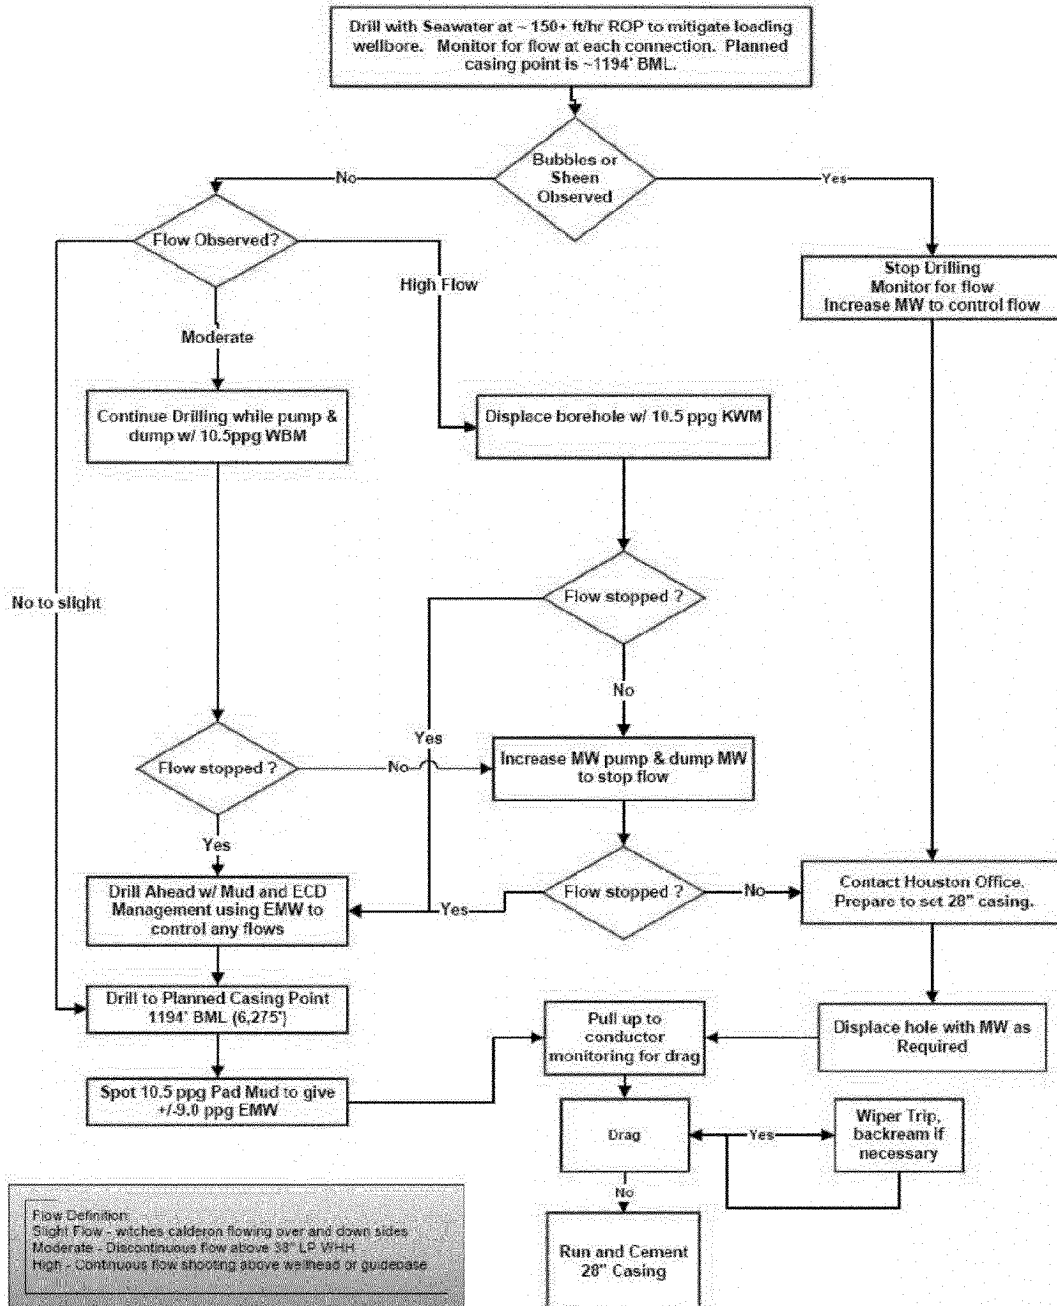 Drill with Seawater at ~ 150+ ft/hr ROP to mitigate loading
wellbore. Monitor for flow at each connection. Planned
casing point is ~1194' BML.
Bubbles or
Sheen
Observed
No
Yes
Flow Observed?
High Flow
Stop Drilling
Monitor for flow
Increase MW to control flow
Moderate
Continue Drilling while pump &
dump w/ 10.5ppg WBM
Displace borehole w/ 10.5 ppg KWM
No to slight
Flow stopped ?
No
Yes
Flow stopped ?
No
Increase MW pump & dump MW
to stop flow
Yes
Drill Ahead w/ Mud and ECD
Management using EMW to
control any flows
Yes
Flow stopped ?
No
Contact Houston Office.
Prepare to set 28" casing.
Drill to Planned Casing Point
1194' BML (6,275')
Pull up to
conductor
monitoring for drag
Displace hole with MW as
Required
Spot 10.5 ppg Pad Mud to give
+/-9.0 ppg EMW
Drag
Yes
Wiper Trip,
backream if
necessary
No
Run and Cement
28" Casing
Flow Definition:
Slight Flow - witches calderon flowing over and down sides
Moderate - Discontinuous flow above 38" LP WHH
High - Continuous flow shooting above wellhead or guidebase